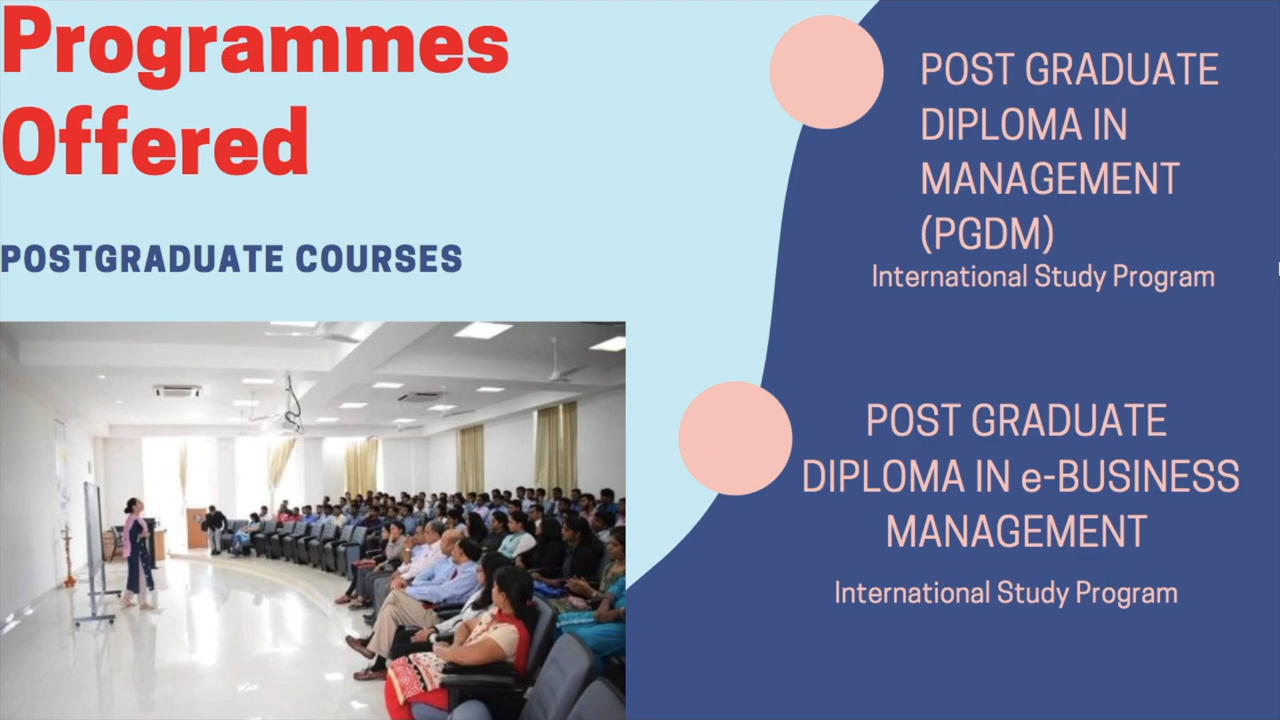 Programmes
Offered
POSTGRADUATE COURSES
POST GRADUATE
DIPLOMA IN
MANAGEMENT
(PGDM)
International Study Program
POST GRADUATE
DIPLOMA IN e-BUSINESS
MANAGEMENT
International Study Program